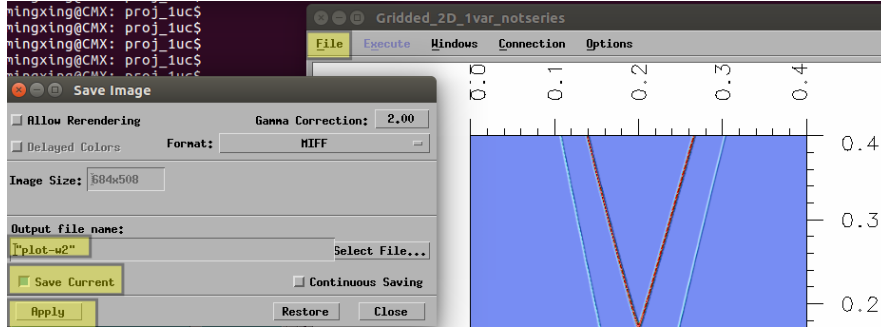 mingxing@CMX: proj_1uc$
mingxing@CMX: proj_1uc$
mingxing@CMX: proj_1uc$
mingxing@CMX: proj_1uc$
mingxing@CMX: proj_1uc$
Gridded_2D_1var_notseries
File Execute Windows Connection Options
Save Image
Allow Rerendering Gamma Correction: 2.00
Delayed Colors Format: MIFF
Image Size: 684x508
Output file name:
"plot-w2" Select File...
Save Current Continuous Saving
Apply Restore Close
0.0 0.1 0.2 0.3 0.4
0.4
0.3
0.2